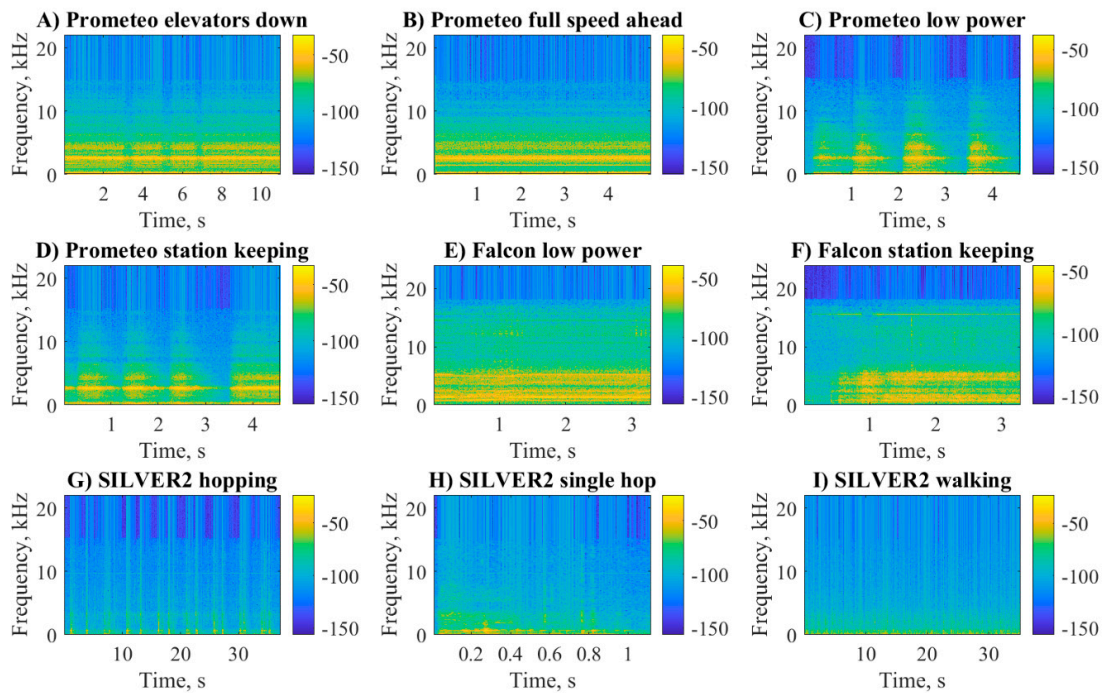 A) Prometeo elevators down
B) Prometeo full speed ahead
C) Prometeo low power
Frequency, kHz
20
10
0
2 4 6 8 10
Time, s
-50
-100
-150
Frequency, kHz
20
10
0
1 2 3 4
Time, s
-50
-100
-150
Frequency, kHz
20
10
0
1 2 3 4
Time, s
-50
-100
-150
D) Prometeo station keeping
E) Falcon low power
F) Falcon station keeping
Frequency, kHz
20
10
0
1 2 3 4
Time, s
-50
-100
-150
Frequency, kHz
20
10
0
1 2 3
Time, s
-50
-100
-150
Frequency, kHz
20
10
0
1 2 3
Time, s
-50
-100
-150
G) SILVER2 hopping
H) SILVER2 single hop
I) SILVER2 walking
Frequency, kHz
20
10
0
10 20 30
Time, s
-50
-100
-150
Frequency, kHz
20
10
0
0.2 0.4 0.6 0.8 1
Time, s
-50
-100
-150
Frequency, kHz
20
10
0
10 20 30
Time, s
-50
-100
-150